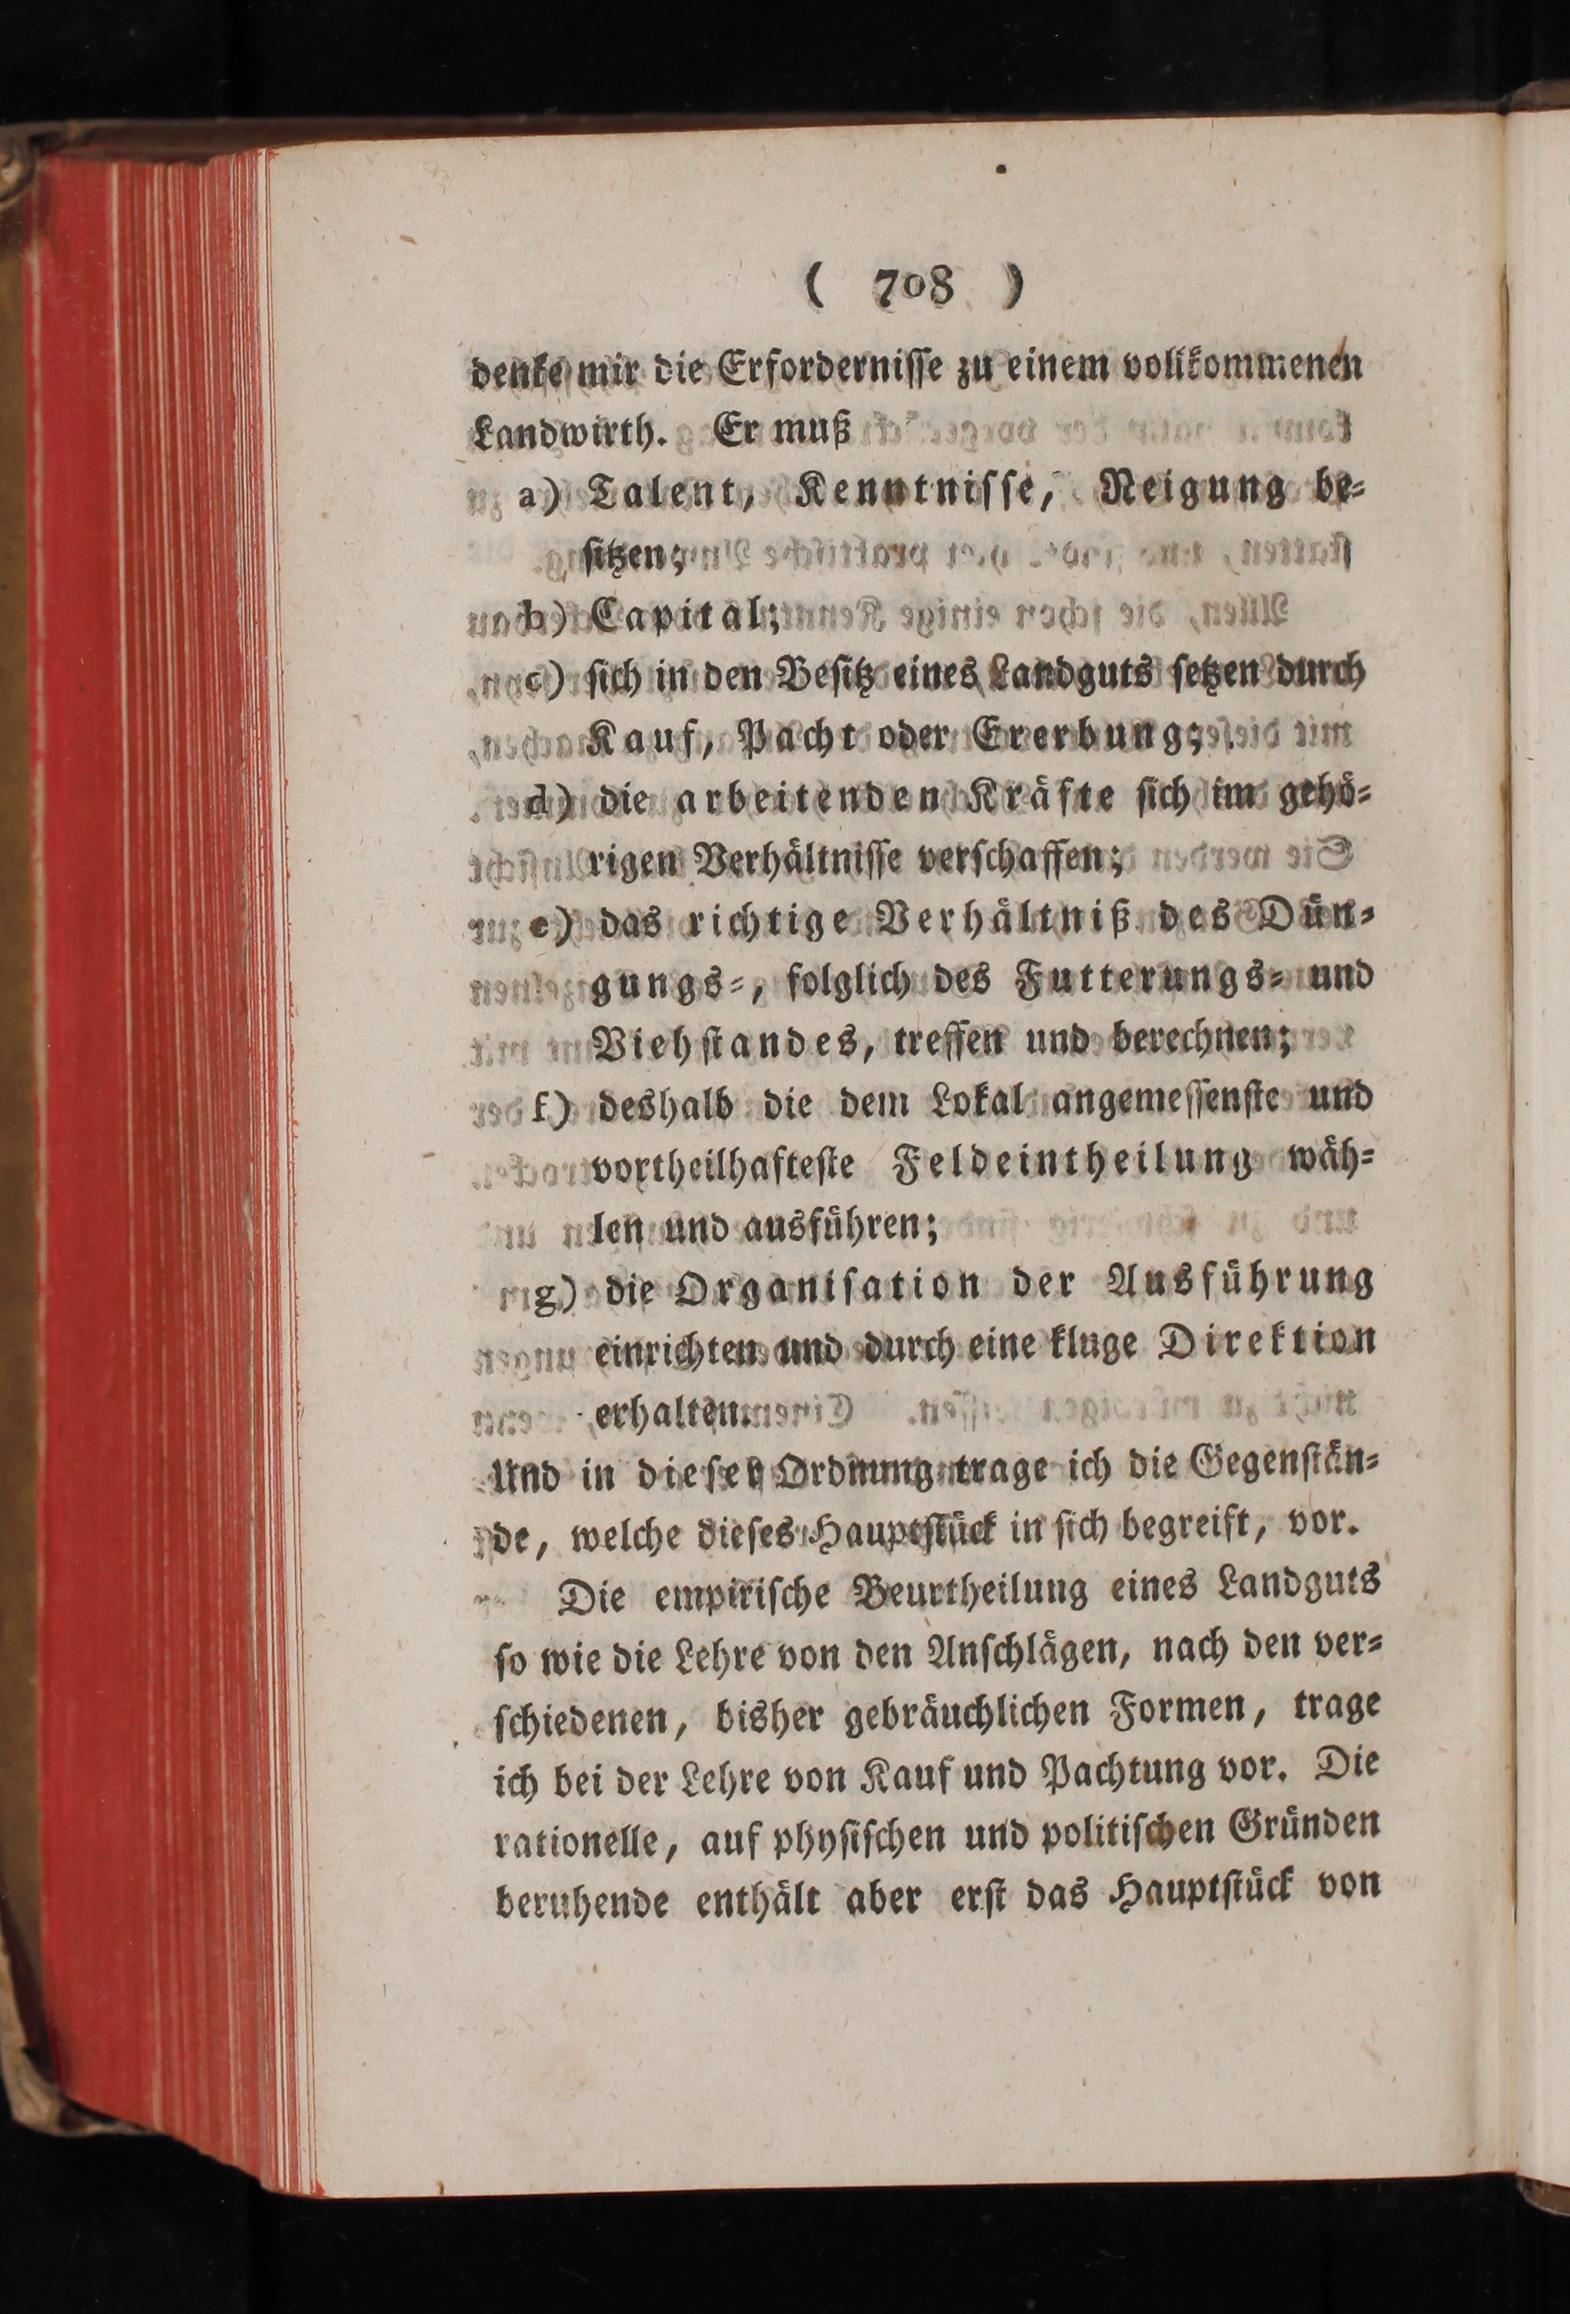 ( 708 )
denke mir die Erfordernisse zu einem vollkommenen
Landwirth. Er muß
a) Talent, Kenntnisse, Neigung be-
sitzen;
b) Capital;
c) sich in den Besitz eines Landguts setzen durch
Kauf, Pacht oder Ererbung;
d) die arbeitenden Kräfte sich im gehö-
rigen Verhältnisse verschaffen;
e) das richtige Verhältniß des Dün-
gungs-, folglich des Futterungs- und
Viehstandes, treffen und berechnen;
f) deshalb die dem Lokal angemessenste und
vortheilhafteste Feldeintheilung wäh-
len und ausführen;
g) die Organisation der Ausführung
einrichten und durch eine kluge Direktion
erhalten.
Und in dieser Ordnung trage ich die Gegenstän-
de, welche dieses Hauptstück in sich begreift, vor.
Die empirische Beurtheilung eines Landguts
so wie die Lehre von den Anschlägen, nach den ver-
schiedenen, bisher gebräuchlichen Formen, trage
ich bei der Lehre von Kauf und Pachtung vor. Die
rationelle, auf physischen und politischen Gründen
beruhende enthält aber erst das Hauptstück von